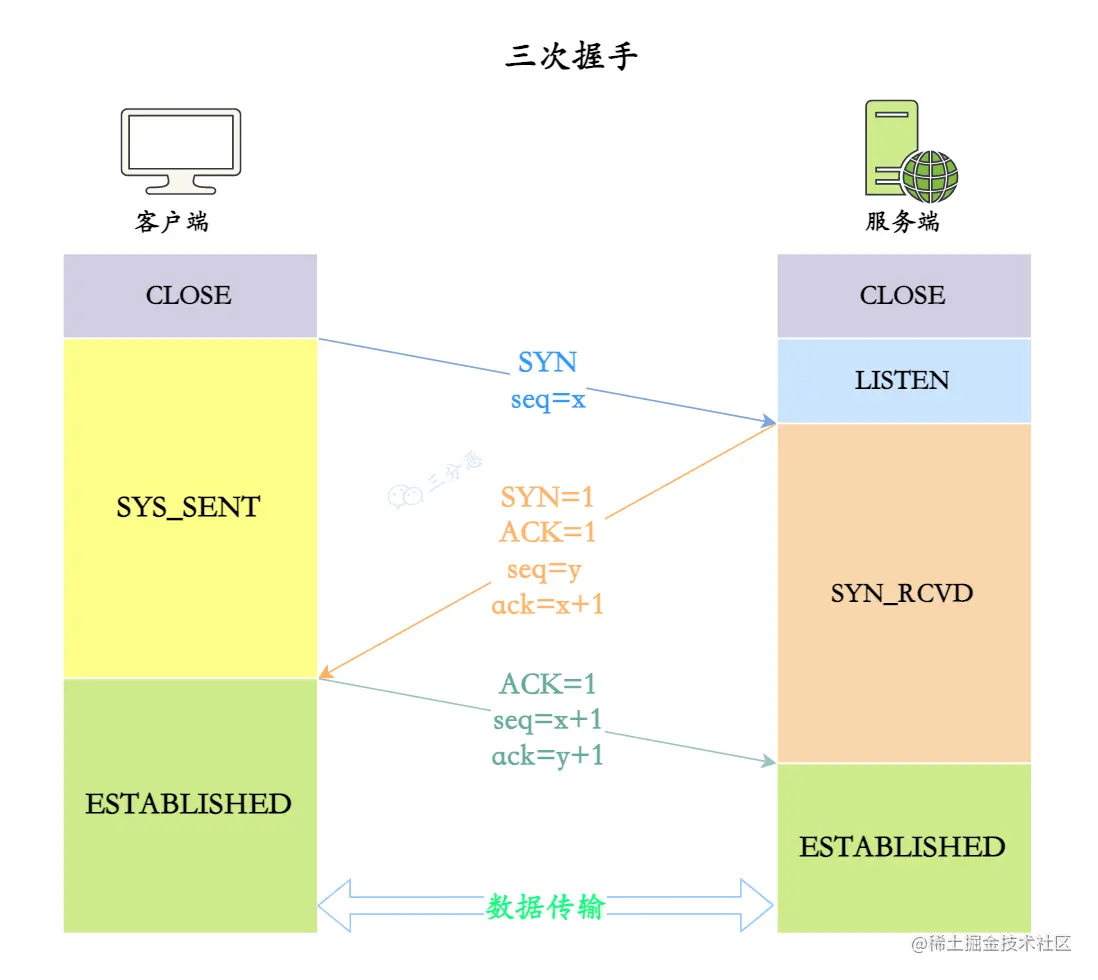 三次握手
客户端
服务端
CLOSE
CLOSE
SYN
seq=x
LISTEN
三分恶
SYS_SENT
SYN=1
ACK=1
seq=y
ack=x+1
SYN_RCVD
ACK=1
seq=x+1
ack=y+1
ESTABLISHED
ESTABLISHED
数据传输
@稀土掘金技术社区